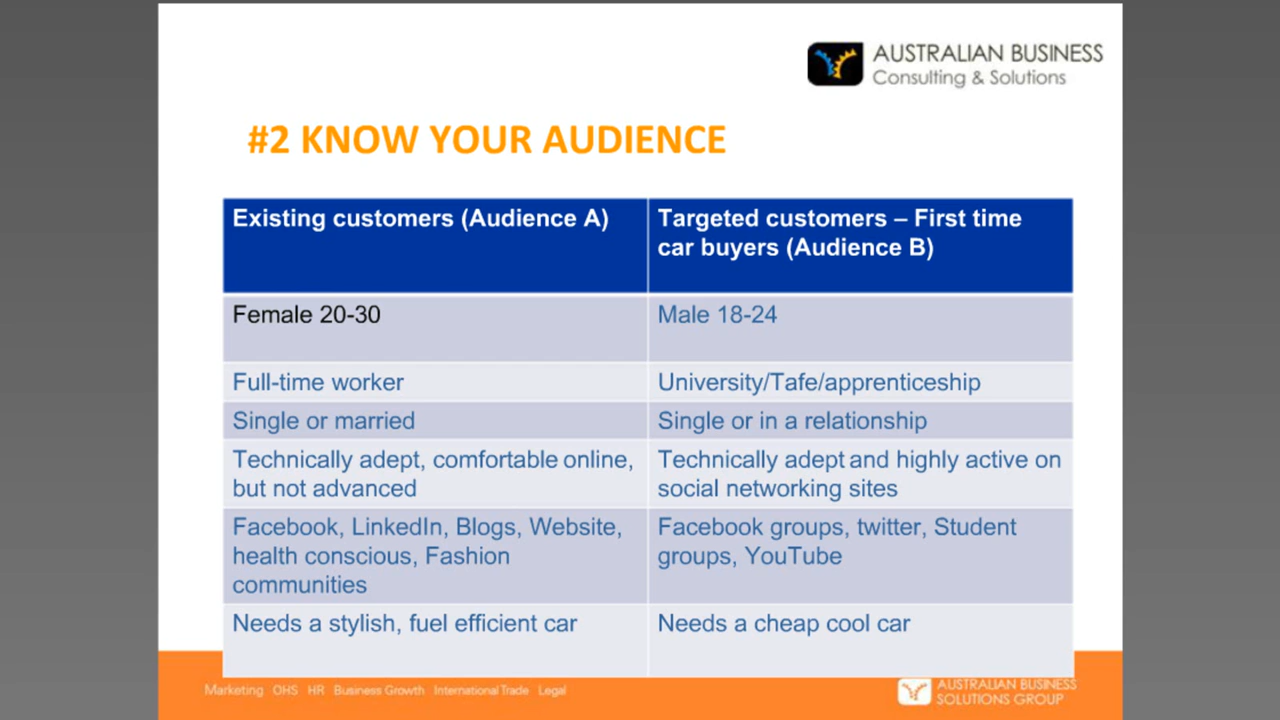 AUSTRALIAN BUSINESS
Consulting & Solutions
#2 KNOW YOUR AUDIENCE
Existing customers (Audience A)
Targeted customers – First time
car buyers (Audience B)
Female 20-30
Male 18-24
Full-time worker
University/Tafe/apprenticeship
Single or married
Single or in a relationship
Technically adept, comfortable online,
but not advanced
Technically adept and highly active on
social networking sites
Facebook, LinkedIn, Blogs, Website,
health conscious, Fashion
communities
Facebook groups, twitter, Student
groups, YouTube
Needs a stylish, fuel efficient car
Needs a cheap cool car
Marketing OHS HR Business Growth International Trade Legal
AUSTRALIAN BUSINESS
SOLUTIONS GROUP